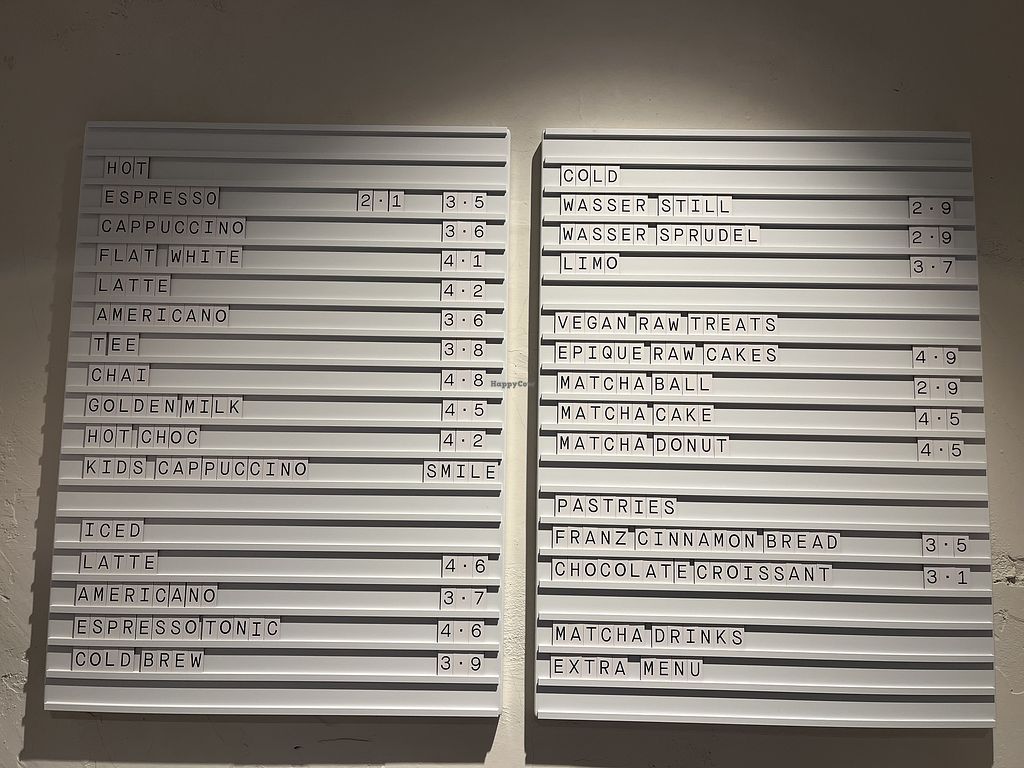 HOT
ESPRESSO 2·1 3·5
CAPPUCCINO 3·6
FLAT WHITE 4·1
LATTE 4·2
AMERICANO 3·6
TEE 3·8
CHAI 4·8
GOLDEN MILK 4·5
HOT CHOC 4·2
KIDS CAPPUCCINO SMILE
ICED
LATTE 4·6
AMERICANO 3·7
ESPRESSO TONIC 4·6
COLD BREW 3·9
HappyCow
COLD
WASSER STILL 2·9
WASSER SPRUDEL 2·9
LIMO 3·7
VEGAN RAW TREATS
EPIQUE RAW CAKES 4·9
MATCHA BALL 2·9
MATCHA CAKE 4·5
MATCHA DONUT 4·5
PASTRIES
FRANZ CINNAMON BREAD 3·5
CHOCOLATE CROISSANT 3·1
MATCHA DRINKS
EXTRA MENU